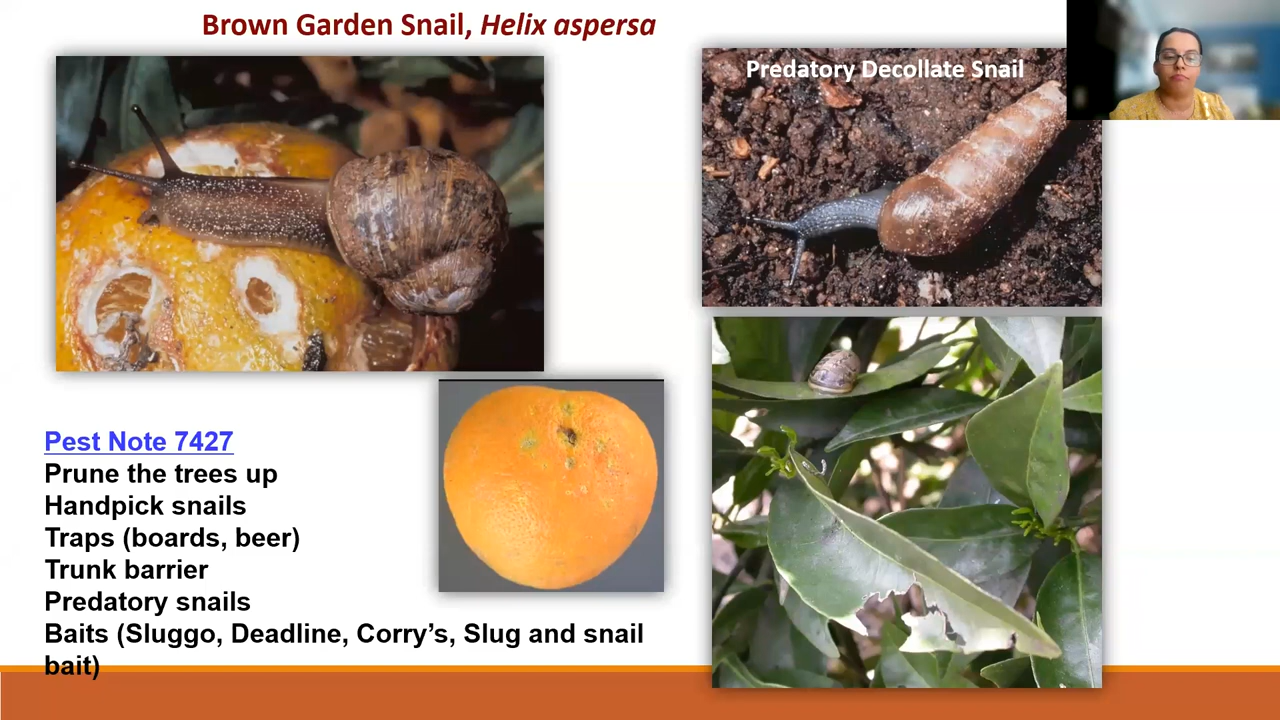 Brown Garden Snail, Helix aspersa
Predatory Decollate Snail
Pest Note 7427
Prune the trees up
Handpick snails
Traps (boards, beer)
Trunk barrier
Predatory snails
Baits (Sluggo, Deadline, Corry’s, Slug and snail
bait)